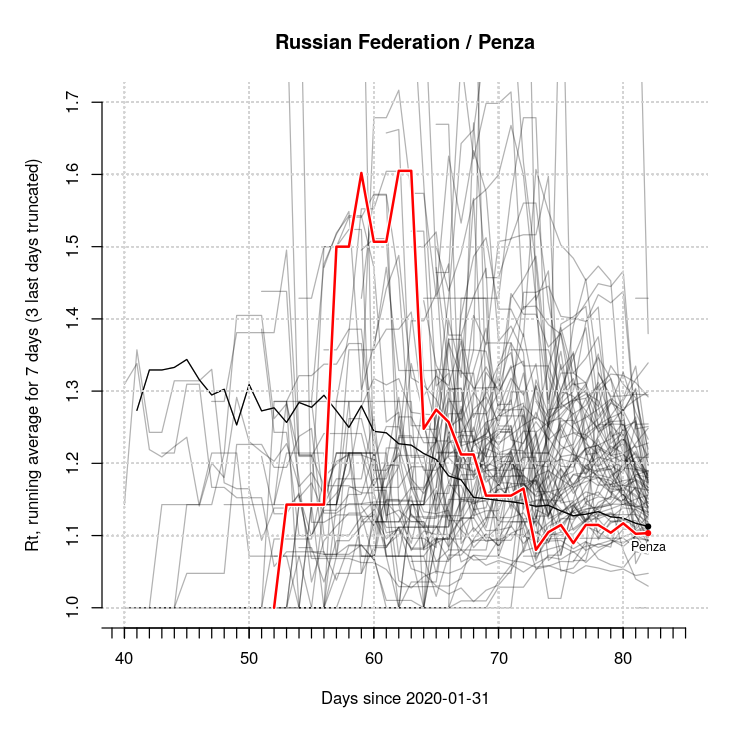 Russian Federation / Penza
Rt, running average for 7 days (3 last days truncated)
1.7
1.6
1.5
1.4
1.3
1.2
1.1
1.0
Penza
40 50 60 70 80
Days since 2020-01-31